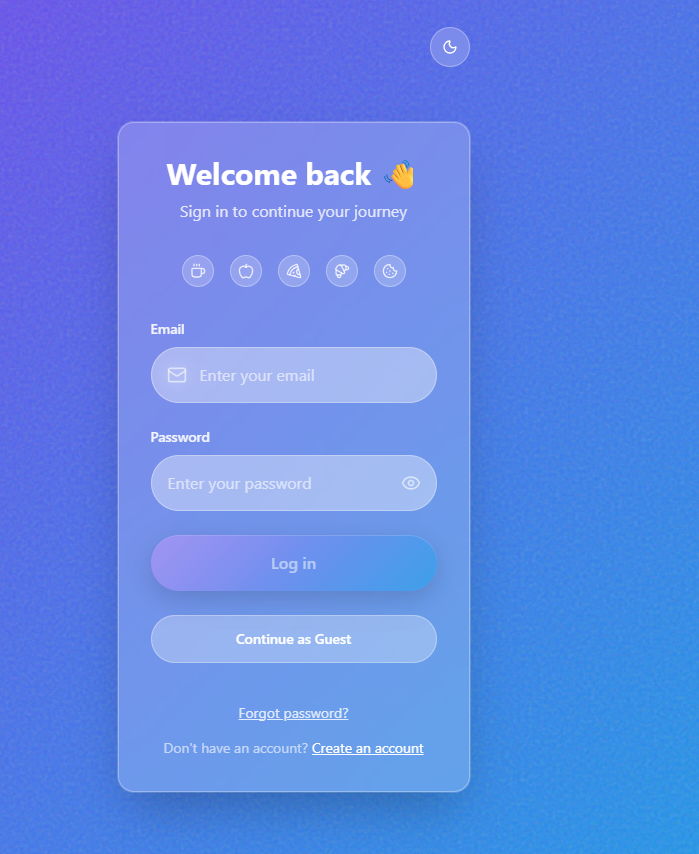 Welcome back 👋
Sign in to continue your journey
Email
Enter your email
Password
Enter your password
Log in
Continue as Guest
Forgot password?
Don't have an account? Create an account